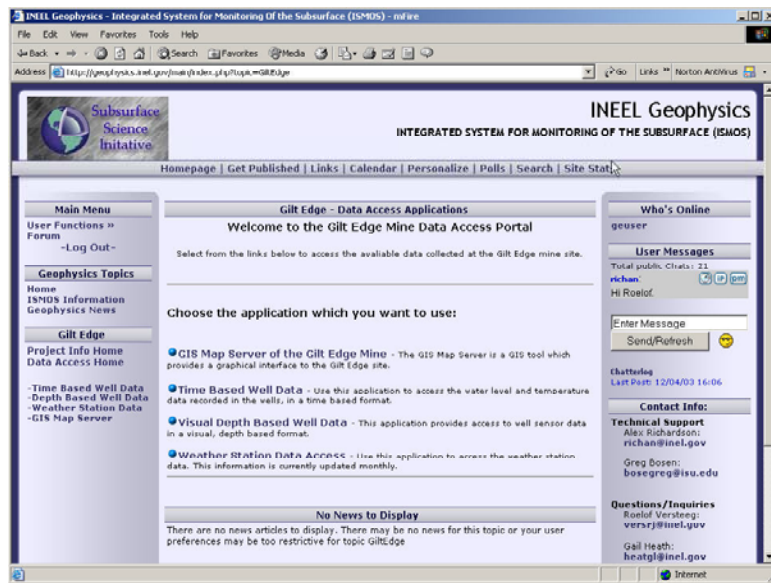 INEEL Geophysics - Integrated System for Monitoring Of the Subsurface (ISMOS) - mFire
File Edit View Favorites Tools Help
Back Search Favorites Media
Address http://geophysics.inel.gov/main/index.php?topic=GiltEdge Go Links Norton AntiVirus
Subsurface
Science
Initative
INEEL Geophysics
INTEGRATED SYSTEM FOR MONITORING OF THE SUBSURFACE (ISMOS)
Homepage | Get Published | Links | Calendar | Personalize | Polls | Search | Site Stats
Main Menu
User Functions »
Forum
-Log Out-
Geophysics Topics
Home
ISMOS Information
Geophysics News
Gilt Edge
Project Info Home
Data Access Home
-Time Based Well Data
-Depth Based Well Data
-Weather Station Data
-GIS Map Server
Gilt Edge - Data Access Applications
Welcome to the Gilt Edge Mine Data Access Portal
Select from the links below to access the avaliable data collected at the Gilt Edge mine site.
Choose the application which you want to use:
GIS Map Server of the Gilt Edge Mine - The GIS Map Server is a GIS tool which
provides a graphical interface to the Gilt Edge site.
Time Based Well Data - Use this application to access the water level and temperature
data recorded in the wells, in a time based format.
Visual Depth Based Well Data - This application provides access to well sensor data
in a visual, depth based format.
Weather Station Data Access - Use this application to access the weather station
data. This information is currently updated monthly.
No News to Display
There are no news articles to display. There may be no news for this topic or your user
preferences may be too restrictive for topic GiltEdge
Who's Online
geuser
User Messages
Total public Chats: 21
richan: IP pm
Hi Roelof.
Enter Message
Send/Refresh
Chatterlog
Last Post: 12/04/03 16:06
Contact Info:
Technical Support
Alex Richardson:
richan@inel.gov
Greg Bosen:
bosegreg@isu.edu
Questions/Inquiries
Roelof Versteeg:
versrj@inel.gov
Gail Heath:
heatgl@inel.gov
Internet